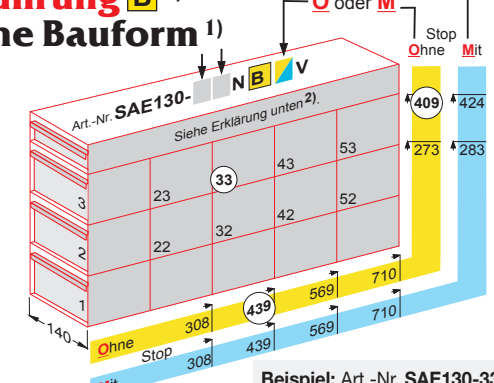 ührung B
O oder M
ne Bauform 1)
Stop
Ohne Mit
Art.-Nr. SAE130- N B V
Siehe Erklärung unten 2).
409 424
273 283
53
43
33
23
3
52
42
32
22
2
1
140
710
569
439
308
Ohne
Stop
710
569
439
308
Mit
Beispiel: Art.-Nr. SAE130-33